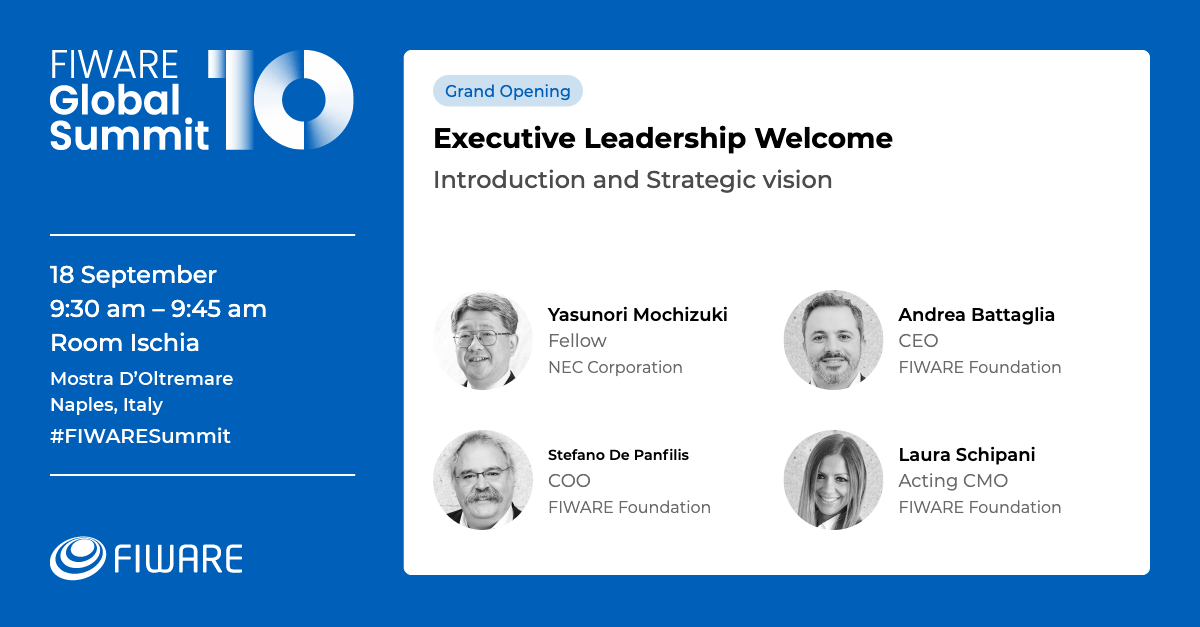 FIWARE
Global
Summit
10
18 September
9:30 am – 9:45 am
Room Ischia
Mostra D’Oltremare
Naples, Italy
#FIWARESummit
FIWARE
Grand Opening
Executive Leadership Welcome
Introduction and Strategic vision
Yasunori Mochizuki
Fellow
NEC Corporation
Andrea Battaglia
CEO
FIWARE Foundation
Stefano De Panfilis
COO
FIWARE Foundation
Laura Schipani
Acting CMO
FIWARE Foundation